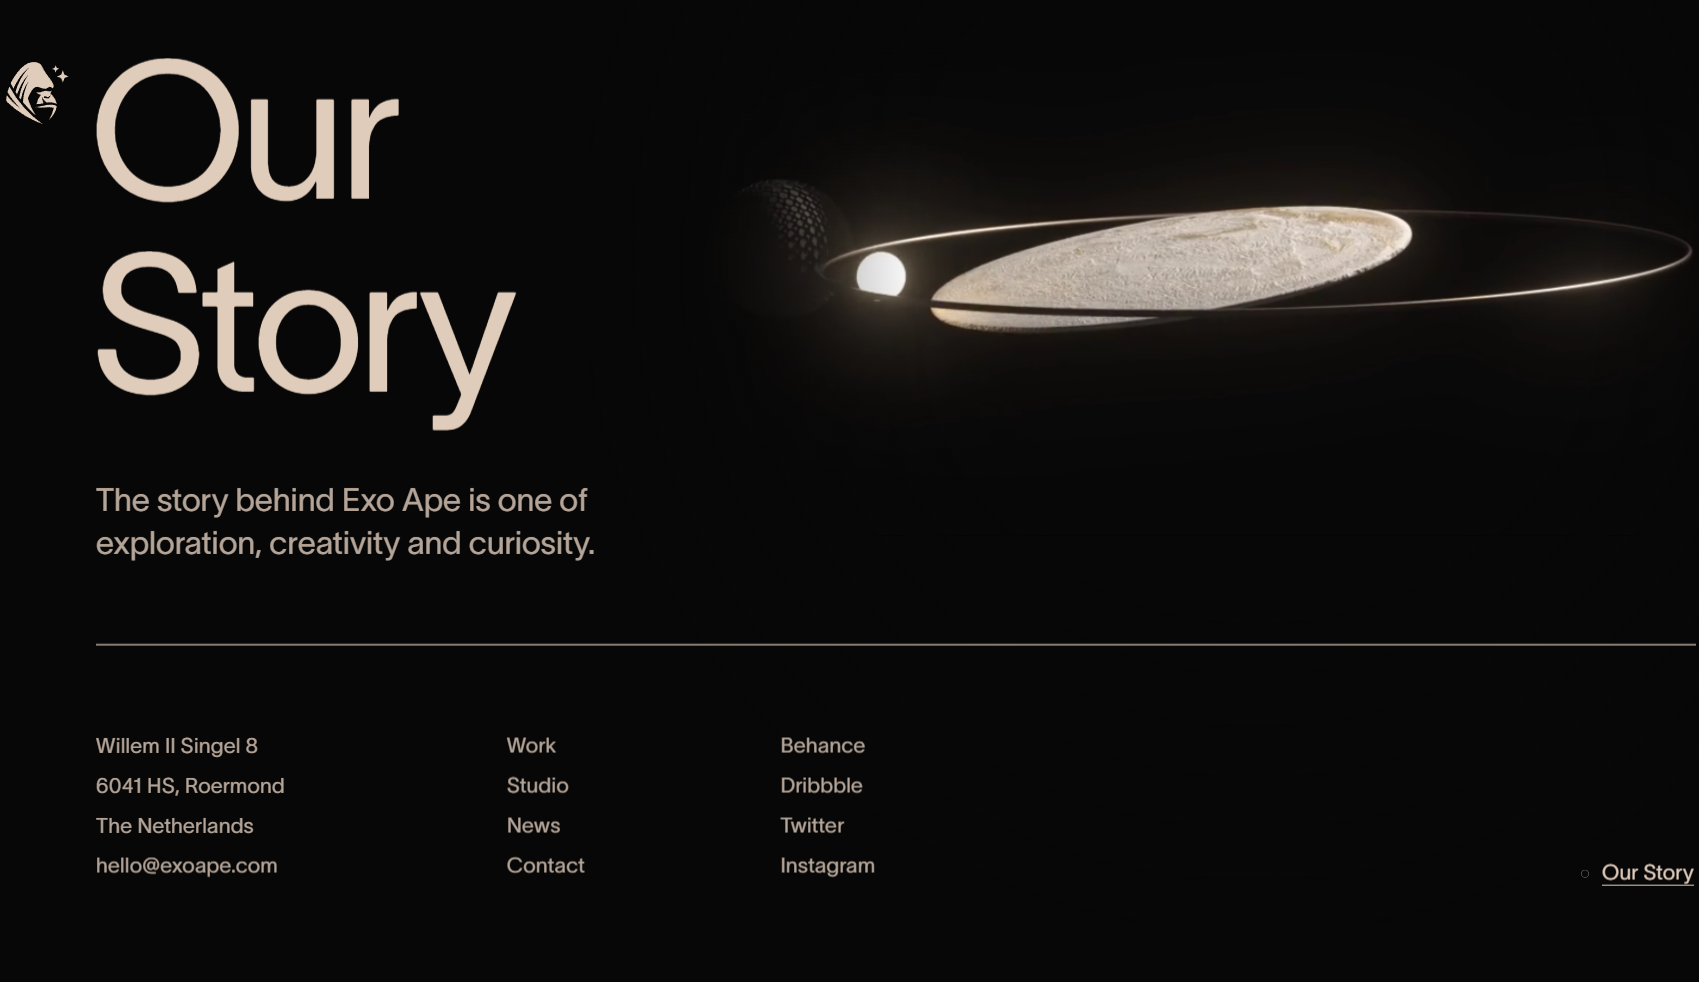 Our
Story
The story behind Exo Ape is one of
exploration, creativity and curiosity.
Willem II Singel 8
6041 HS, Roermond
The Netherlands
hello@exoape.com
Work
Studio
News
Contact
Behance
Dribbble
Twitter
Instagram
Our Story